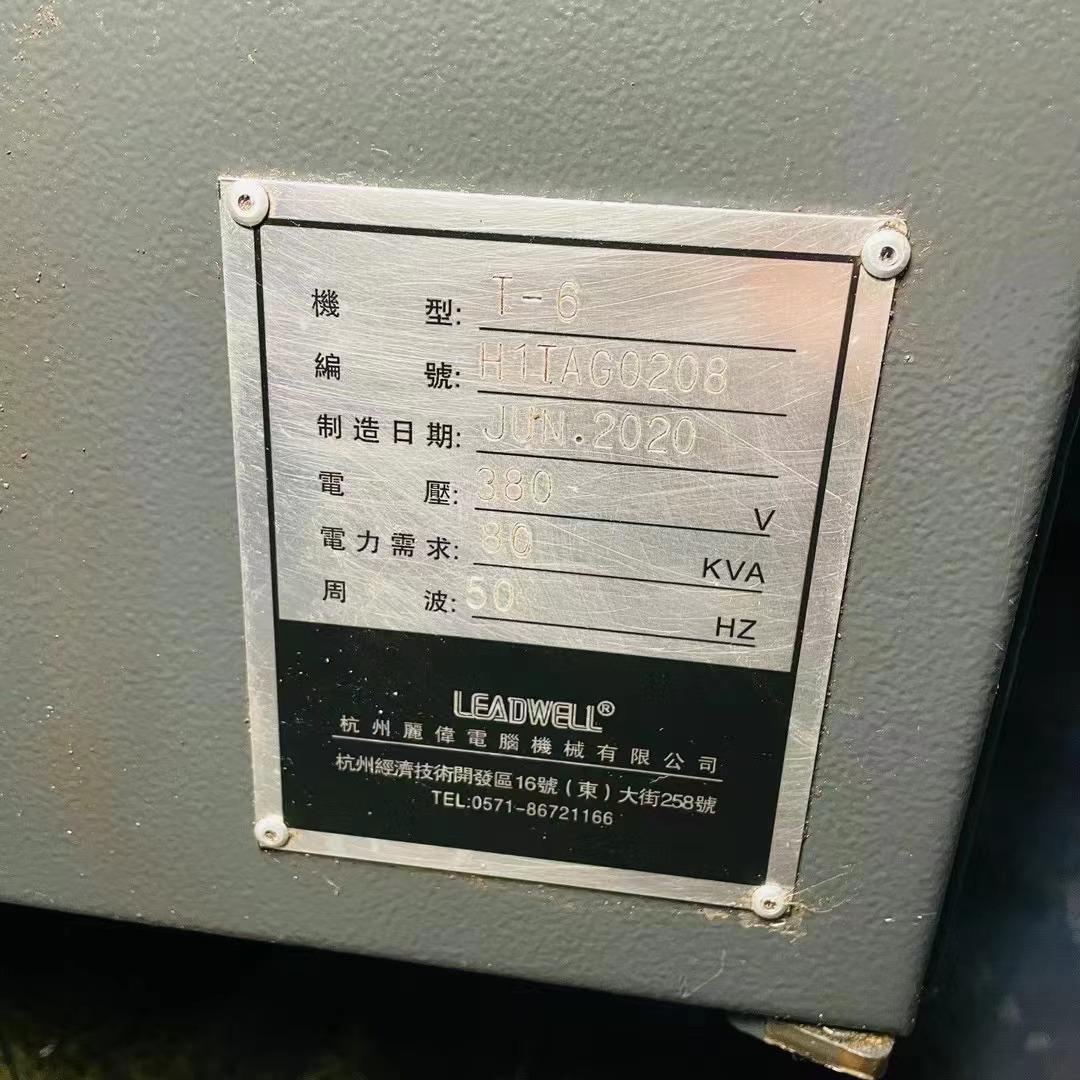 機型: T-6
編號: H1TAG0208
制造日期: JUN.2020
電壓: 380 V
電力需求: 80 KVA
周波: 50 HZ
LEADWELL®
杭州麗偉電腦機械有限公司
杭州經濟技術開發區16號(東)大街258號
TEL:0571-86721166